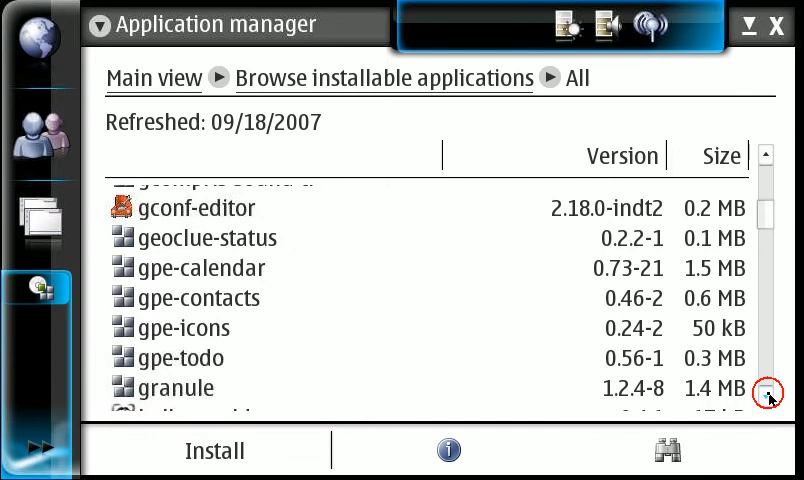 Application manager
Main view Browse installable applications All
Refreshed: 09/18/2007
Version Size
gconf-editor 2.18.0-indt2 0.2 MB
geoclue-status 0.2.2-1 0.1 MB
gpe-calendar 0.73-21 1.5 MB
gpe-contacts 0.46-2 0.6 MB
gpe-icons 0.24-2 50 kB
gpe-todo 0.56-1 0.3 MB
granule 1.2.4-8 1.4 MB
Install